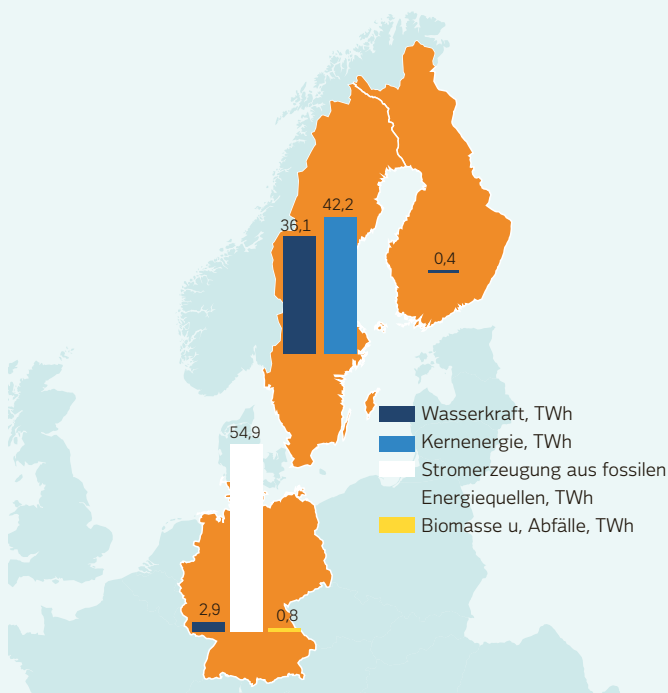 42,2
36,1
0,4
Wasserkraft, TWh
54,9
Kernenergie, TWh
Stromerzeugung aus fossilen
Energiequellen, TWh
Biomasse u, Abfälle, TWh
2,9
0,8